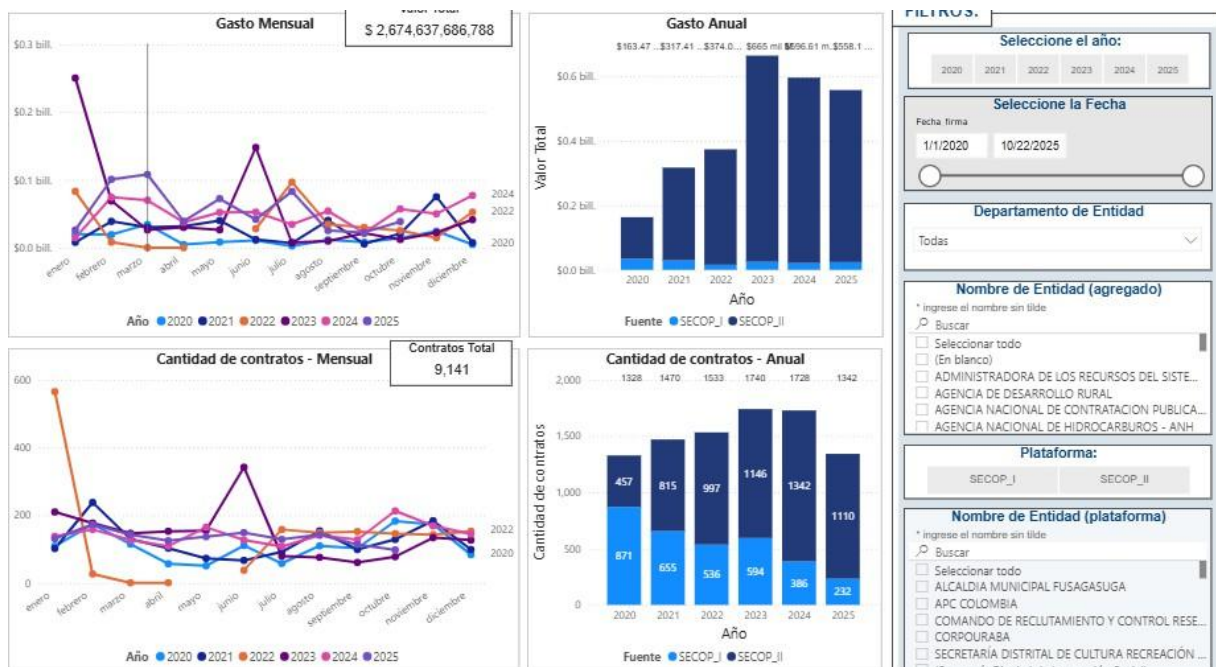 Gasto Mensual
Valor Total
$ 2,674,637,686,788
$0.3 bill.
$0.2 bill.
$0.1 bill.
$0.0 bill.
2024
2022
2020
enero
febrero
marzo
abril
mayo
junio
julio
agosto
septiembre
octubre
noviembre
diciembre
Año 2020 2021 2022 2023 2024 2025
Gasto Anual
$163.47 ... $317.41 ... $374.0... $665 mil $596.61 m. $558.1 ...
Valor Total
$0.6 bill.
$0.4 bill.
$0.2 bill.
$0.0 bill.
2020 2021 2022 2023 2024 2025
Año
Fuente SECOP_I SECOP_II
Cantidad de contratos - Mensual
Contratos Total
9,141
600
400
200
0
2022
2020
enero
febrero
marzo
abril
mayo
junio
julio
agosto
septiembre
octubre
noviembre
diciembre
Año 2020 2021 2022 2023 2024 2025
Cantidad de contratos - Anual
1328 1470 1533 1740 1728 1342
Cantidad de contratos
2,000
1,500
1,000
500
0
457 815 997 1146 1342 1110
871 655 536 594 386 232
2020 2021 2022 2023 2024 2025
Año
Fuente SECOP_I SECOP_II
FILTROS:
Seleccione el año:
2020 2021 2022 2023 2024 2025
Seleccione la Fecha
Fecha firma
1/1/2020 10/22/2025
Departamento de Entidad
Todas
Nombre de Entidad (agregado)
* ingrese el nombre sin tilde
Buscar
Seleccionar todo
(En blanco)
ADMINISTRADORA DE LOS RECURSOS DEL SISTE...
AGENCIA DE DESARROLLO RURAL
AGENCIA NACIONAL DE CONTRATACION PUBLICA...
AGENCIA NACIONAL DE HIDROCARBUROS - ANH
Plataforma:
SECOP_I SECOP_II
Nombre de Entidad (plataforma)
* ingrese el nombre sin tilde
Buscar
Seleccionar todo
ALCALDIA MUNICIPAL FUSAGASUGA
APC COLOMBIA
COMANDO DE RECLUTAMIENTO Y CONTROL RESE...
CORPOURABA
SECRETARÍA DISTRITAL DE CULTURA RECREACIÓN ...